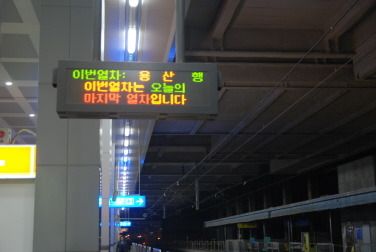 이번열차: 용 산 행
이번열차는 오늘의
마지막 열차입니다